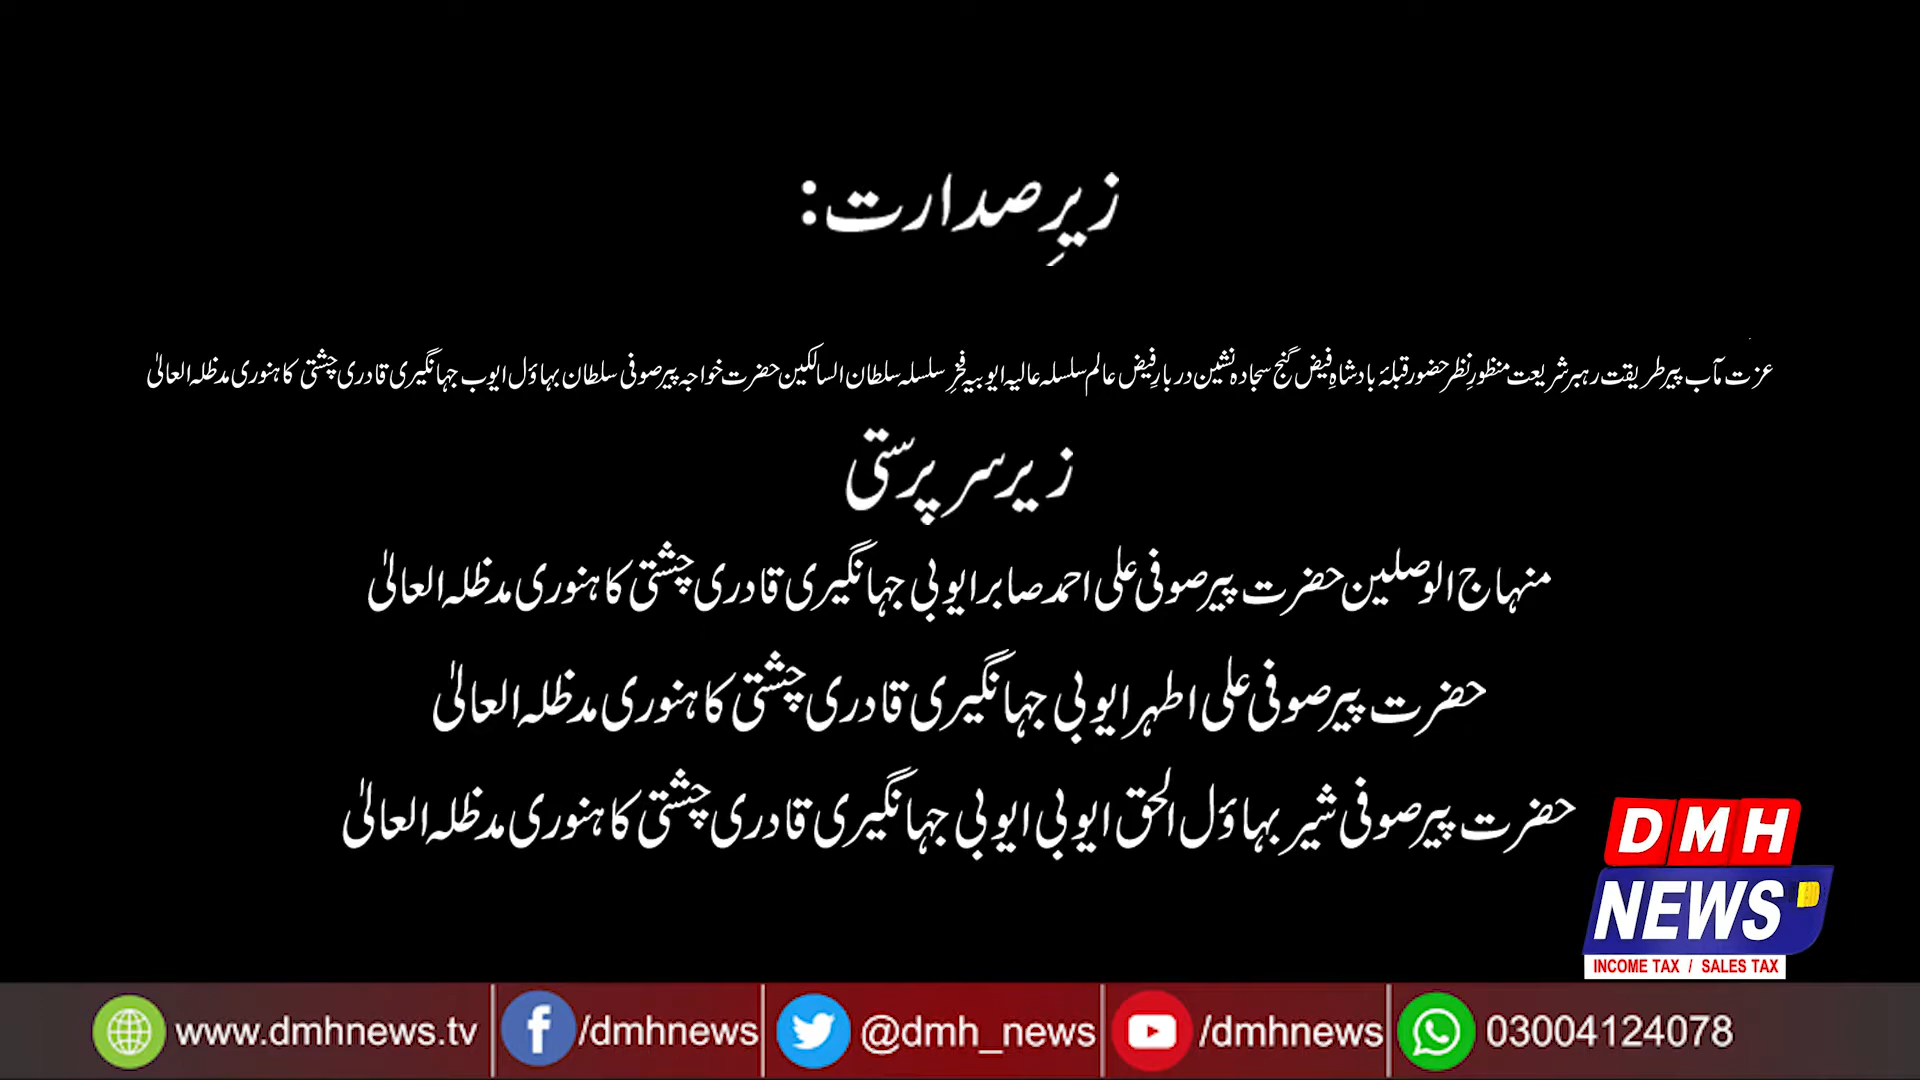 زیرِ صدارت:
عزت مآب پیر طریقت رہبر شریعت منظورِ نظر حضور قبلۂ بادشاہِ فیض گنج سجادہ نشین دربارِ فیض عالم سلسلہ عالیہ ایوبیہ فخرِ سلسلہ سلطان السالکین حضرت خواجہ پیر صوفی سلطان بہاؤل ایوب جہانگیری قادری چشتی کاہنوری مدظلہ العالیٰ
زیر سر پرستی
منہاج الوصلین حضرت پیر صوفی علی احمد صابر ایوبی جہانگیری قادری چشتی کاہنوری مدظلہ العالیٰ
حضرت پیر صوفی علی اطہر ایوبی جہانگیری قادری چشتی کاہنوری مدظلہ العالیٰ
حضرت پیر صوفی شیر بہاؤل الحق ایوبی ایوبی جہانگیری قادری چشتی کاہنوری مدظلہ العالیٰ
DMH
NEWS
INCOME TAX / SALES TAX
www.dmhnews.tv /dmhnews @dmh_news /dmhnews 03004124078